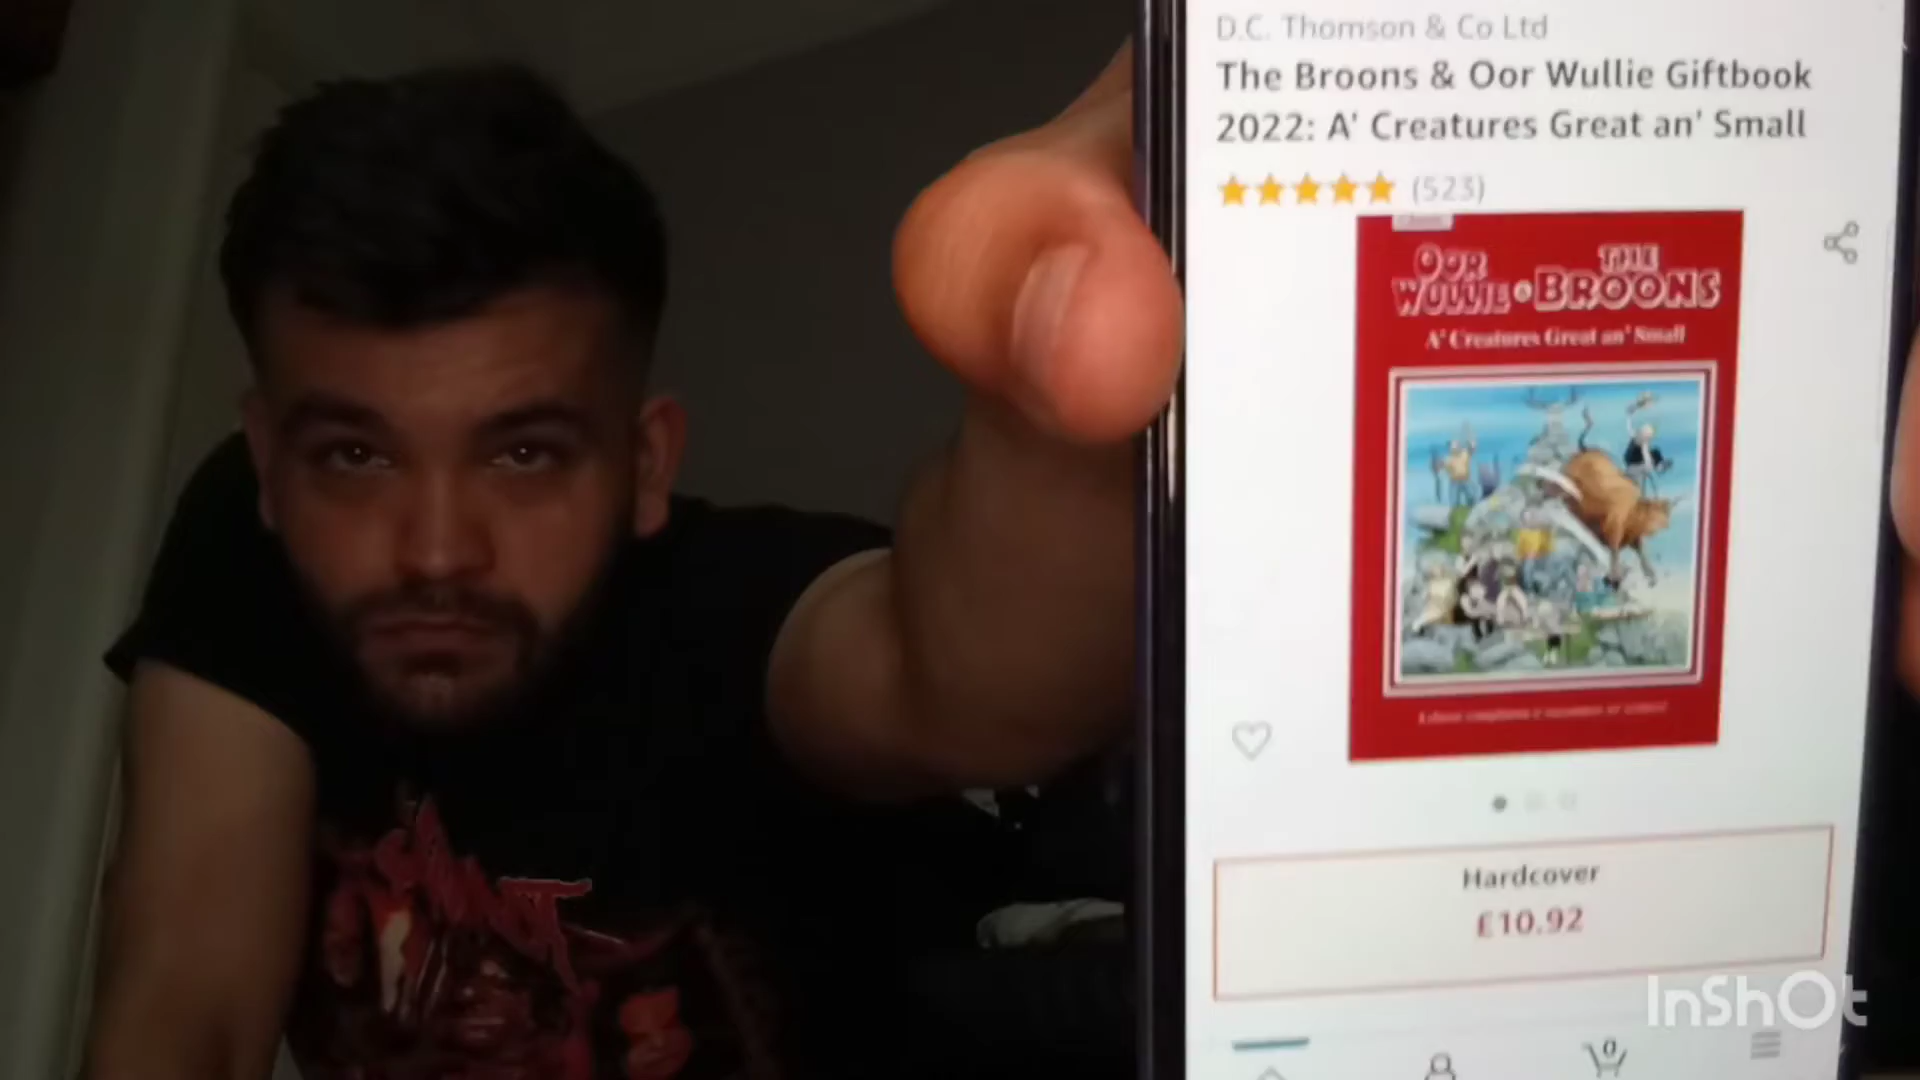 D.C. Thomson & Co Ltd
The Broons & Oor Wullie Giftbook
2022: A' Creatures Great an' Small
(523)
OOR WULLIE & THE BROONS
A' Creatures Great an' Small
Hardcover
£10.92
0
InShOt